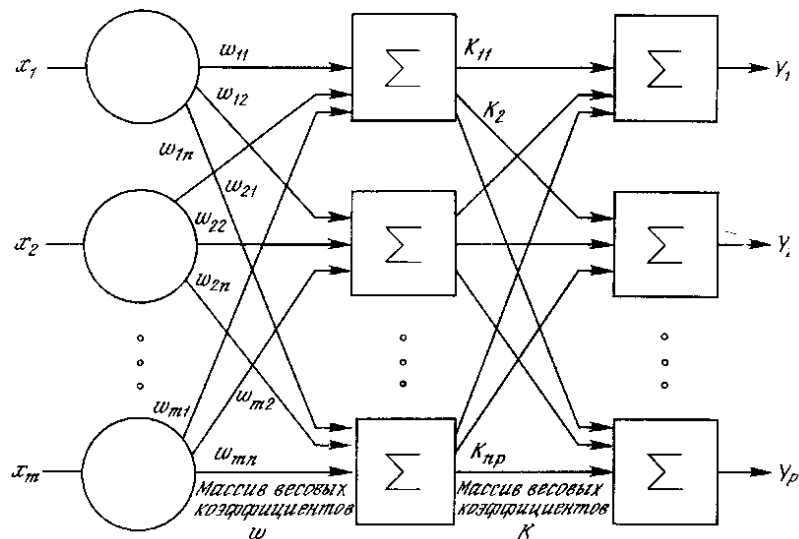 x₁ w₁₁ Σ K₁₁ Σ Y₁
w₁₂ K₂
w₁ₙ w₂₁
x₂ w₂₂ Σ Σ Y₂
w₂ₙ
wₘ₁ wₘ₂
xₘ wₘₙ Σ Kₙₚ Σ Yₚ
Массив весовых
коэффициентов
w
Массив весовых
коэффициентов
K